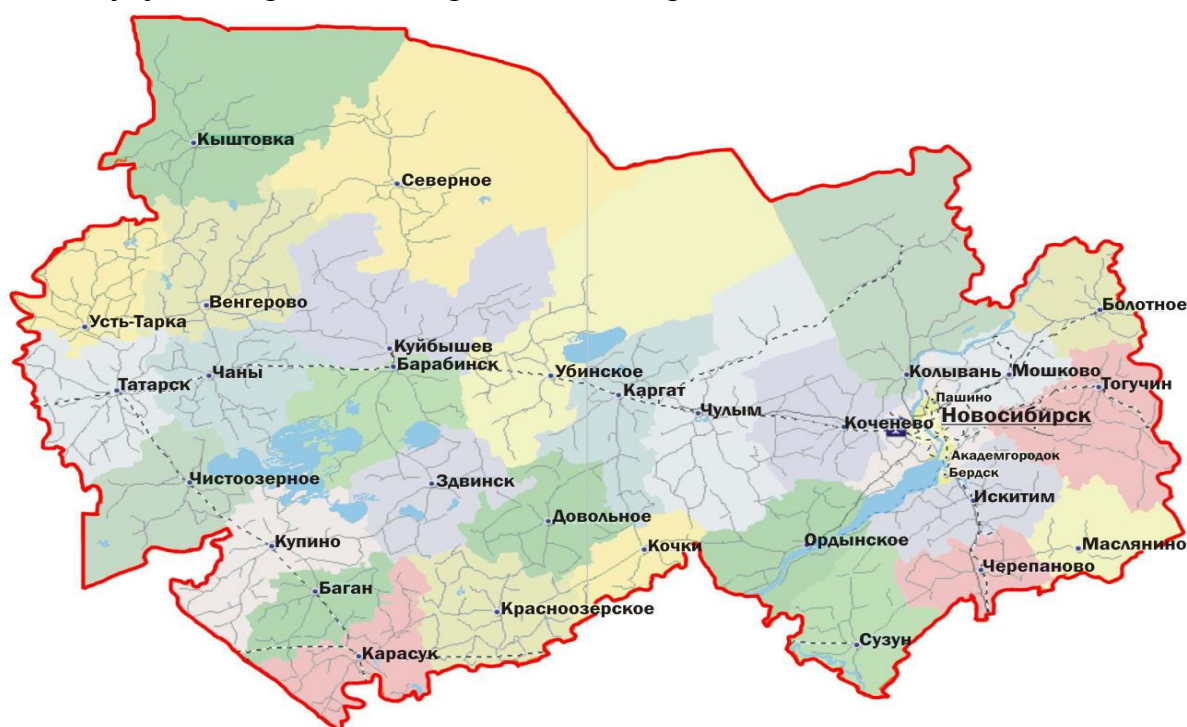 Кыштовка
Северное
Венгерово
Усть-Тарка
Болотное
Куйбышев
Барабинск
Чаны
Татарск
Убинское
Каргат
Колывань
Мошково
Тогучин
Пашино
Чулым
Коченево
Новосибирск
Академгородок
Бердск
Чистоозерное
Здвинск
Искитим
Довольное
Ордынское
Купино
Кочки
Маслянино
Черепаново
Баган
Красноозерское
Карасук
Сузун